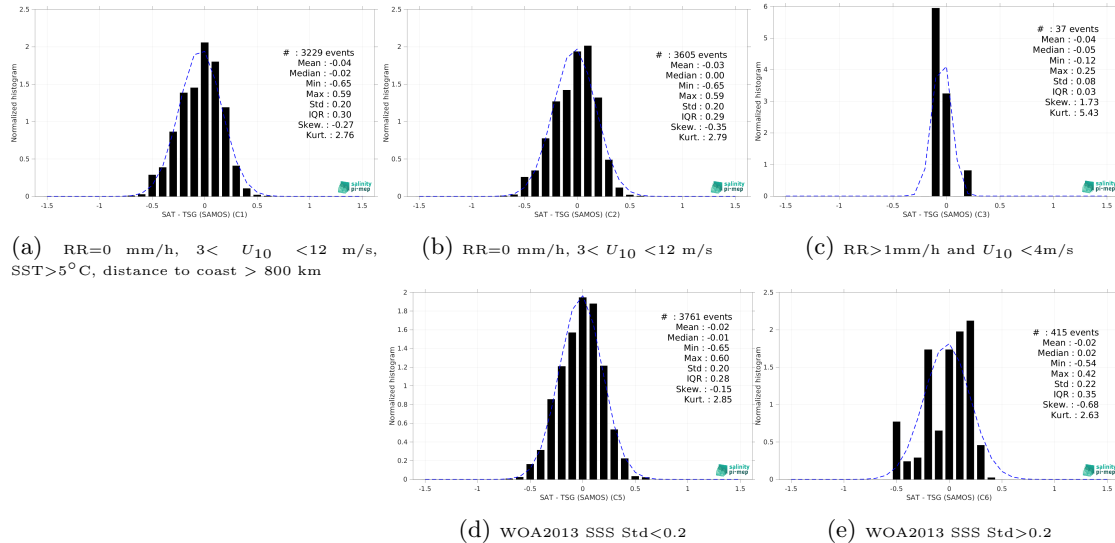 2.5
2
1.5
1
0.5
0
-1.5
-1
-0.5
0
0.5
1
1.5
Normalized histogram
SAT - TSG (SAMOS) (C1)
# : 3229 events
Mean : -0.04
Median : -0.02
Min : -0.65
Max : 0.59
Std : 0.20
IQR : 0.30
Skew. : -0.27
Kurt. : 2.76
salinity
pi-mep
(a) RR=0 mm/h, 3< U10 <12 m/s,
SST>5°C, distance to coast > 800 km
2.5
2
1.5
1
0.5
0
-1.5
-1
-0.5
0
0.5
1
1.5
Normalized histogram
SAT - TSG (SAMOS) (C2)
# : 3605 events
Mean : -0.03
Median : 0.00
Min : -0.65
Max : 0.59
Std : 0.20
IQR : 0.29
Skew. : -0.35
Kurt. : 2.79
salinity
pi-mep
(b) RR=0 mm/h, 3< U10 <12 m/s
6
5
4
3
2
1
0
-1.5
-1
-0.5
0
0.5
1
1.5
Normalized histogram
SAT - TSG (SAMOS) (C3)
# : 37 events
Mean : -0.04
Median : -0.05
Min : -0.12
Max : 0.25
Std : 0.08
IQR : 0.03
Skew. : 1.73
Kurt. : 5.43
salinity
pi-mep
(c) RR>1mm/h and U10 <4m/s
2
1.8
1.6
1.4
1.2
1
0.8
0.6
0.4
0.2
0
-1.5
-1
-0.5
0
0.5
1
1.5
Normalized histogram
SAT - TSG (SAMOS) (C5)
# : 3761 events
Mean : -0.02
Median : -0.01
Min : -0.65
Max : 0.60
Std : 0.20
IQR : 0.28
Skew. : -0.15
Kurt. : 2.85
salinity
pi-mep
(d) WOA2013 SSS Std<0.2
2.5
2
1.5
1
0.5
0
-1.5
-1
-0.5
0
0.5
1
1.5
Normalized histogram
SAT - TSG (SAMOS) (C6)
# : 415 events
Mean : -0.02
Median : 0.02
Min : -0.54
Max : 0.42
Std : 0.22
IQR : 0.35
Skew. : -0.68
Kurt. : 2.63
salinity
pi-mep
(e) WOA2013 SSS Std>0.2